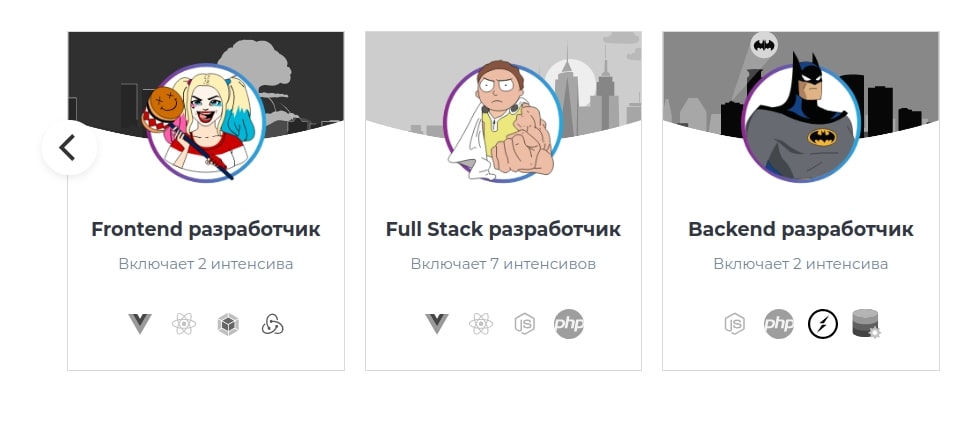 Frontend разработчик
Включает 2 интенсива
JS
Full Stack разработчик
Включает 7 интенсивов
JS
php
Backend разработчик
Включает 2 интенсива
JS
php